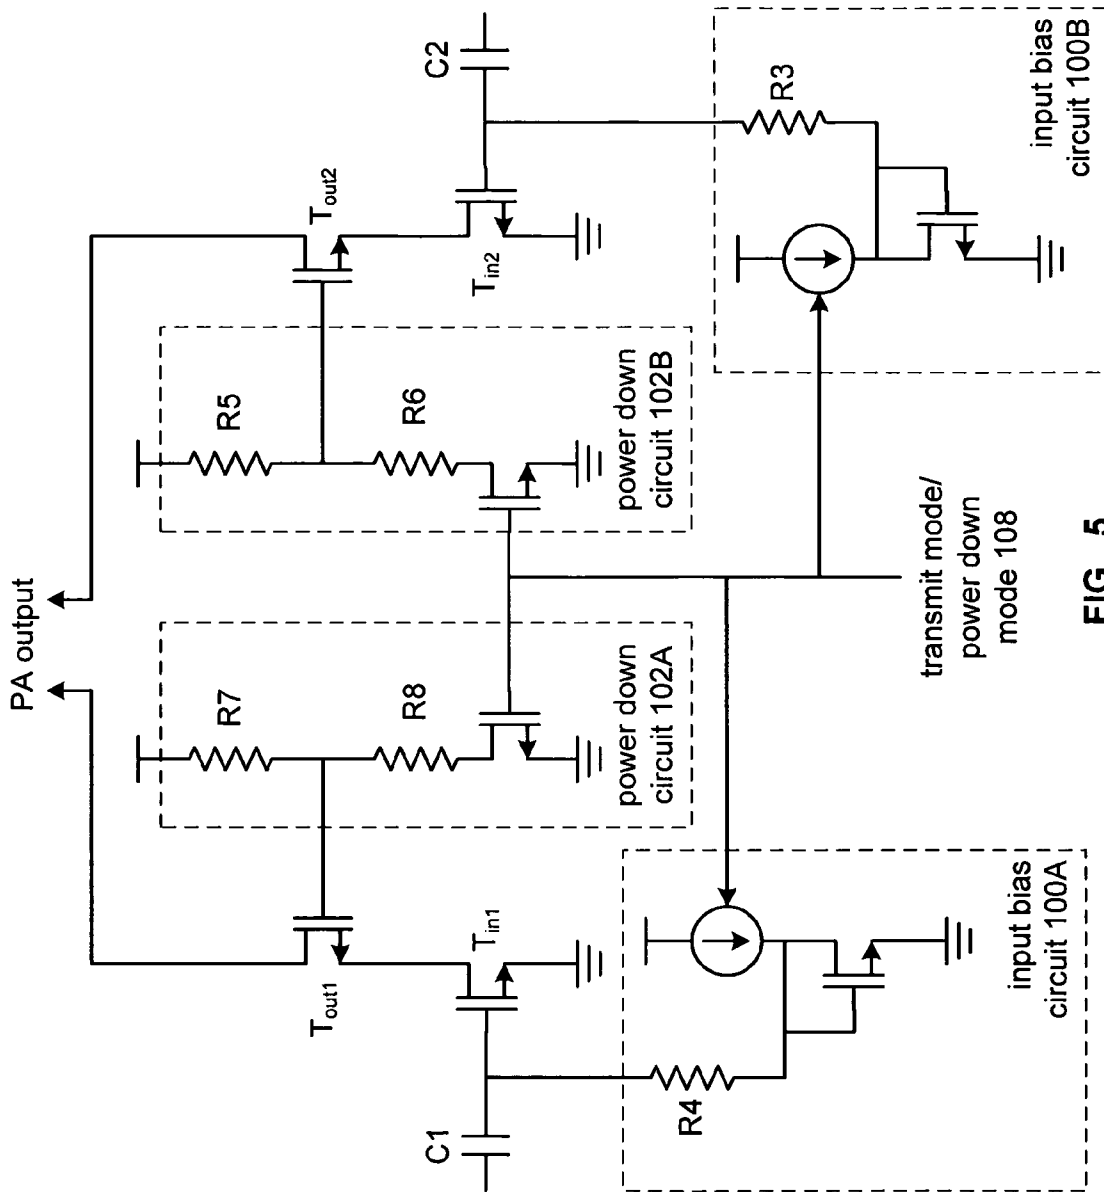 PA output
C1
T_out1
T_in1
R7
R8
power down
circuit 102A
R5
R6
power down
circuit 102B
T_out2
T_in2
C2
R4
input bias
circuit 100A
transmit mode/
power down
mode 108
R3
input bias
circuit 100B
FIG. 5